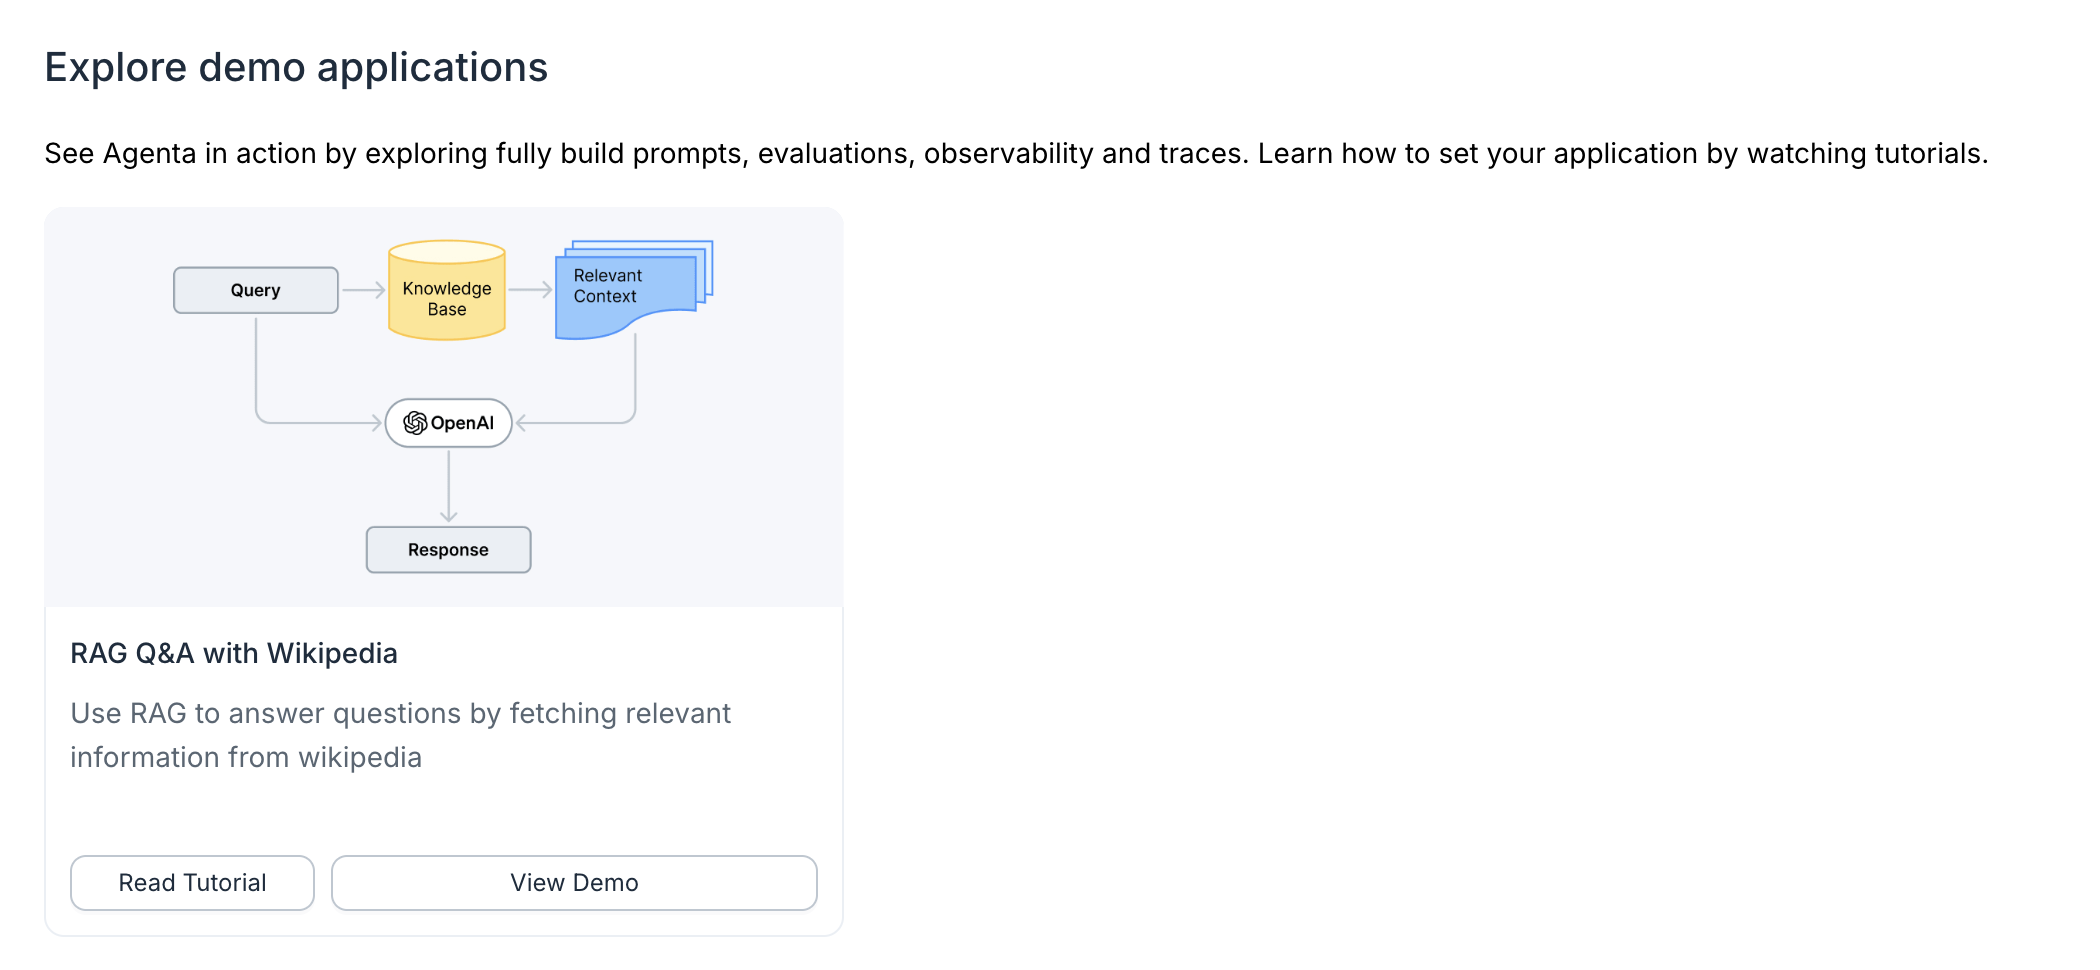 Explore demo applications
See Agenta in action by exploring fully build prompts, evaluations, observability and traces. Learn how to set your application by watching tutorials.
Query
Knowledge
Base
Relevant
Context
OpenAI
Response
RAG Q&A with Wikipedia
Use RAG to answer questions by fetching relevant
information from wikipedia
Read Tutorial
View Demo